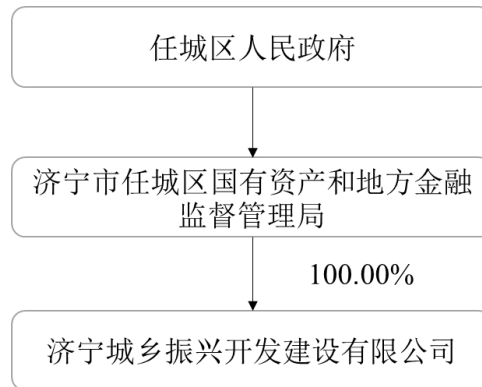 任城区人民政府
济宁市任城区国有资产和地方金融
监督管理局
100.00%
济宁城乡振兴开发建设有限公司